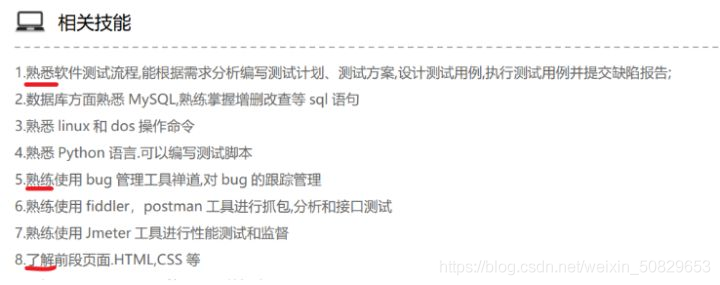 相关技能
1.熟悉软件测试流程,能根据需求分析编写测试计划、测试方案,设计测试用例,执行测试用例并提交缺陷报告;
2.数据库方面熟悉 MySQL,熟练掌握增删改查等 sql 语句
3.熟悉 linux 和 dos 操作命令
4.熟悉 Python 语言.可以编写测试脚本
5.熟练使用 bug 管理工具禅道,对 bug 的跟踪管理
6.熟练使用 fiddler，postman 工具进行抓包,分析和接口测试
7.熟练使用 Jmeter 工具进行性能测试和监督
8.了解前段页面.HTML,CSS 等
https://blog.csdn.net/weixin_50829653